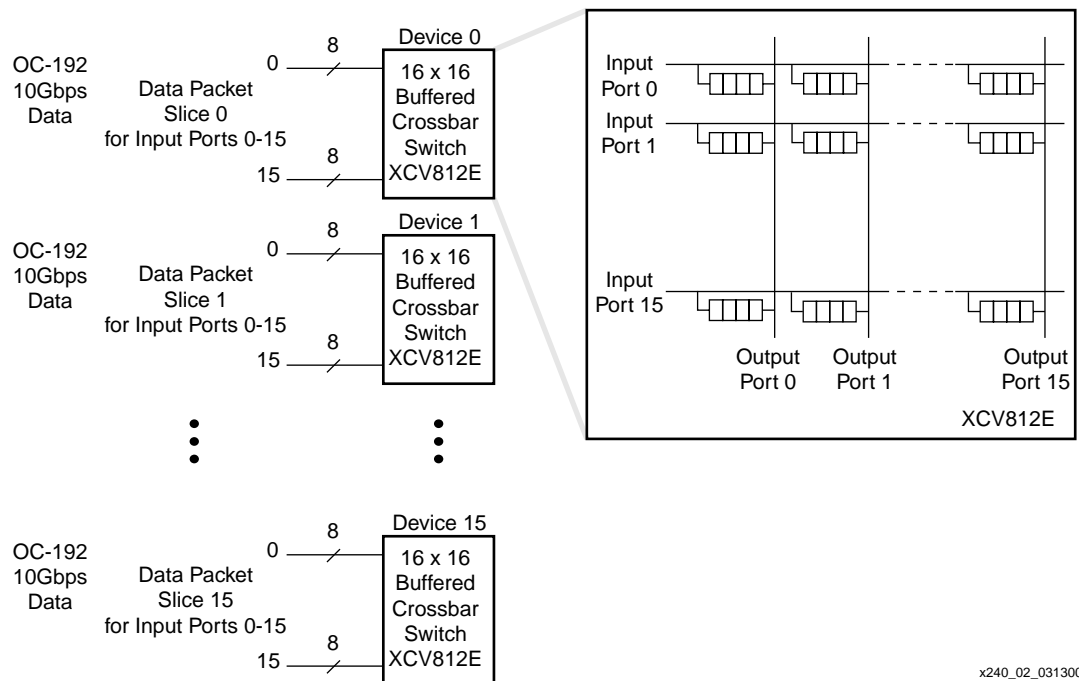 OC-192
10Gbps
Data
Data Packet
Slice 0
for Input Ports 0-15
0
8
15
8
Device 0
16 x 16
Buffered
Crossbar
Switch
XCV812E
OC-192
10Gbps
Data
Data Packet
Slice 1
for Input Ports 0-15
0
8
15
8
Device 1
16 x 16
Buffered
Crossbar
Switch
XCV812E
OC-192
10Gbps
Data
Data Packet
Slice 15
for Input Ports 0-15
0
8
15
8
Device 15
16 x 16
Buffered
Crossbar
Switch
XCV812E
Input
Port 0
Input
Port 1
Input
Port 15
Output
Port 0
Output
Port 1
Output
Port 15
XCV812E
x240_02_031300